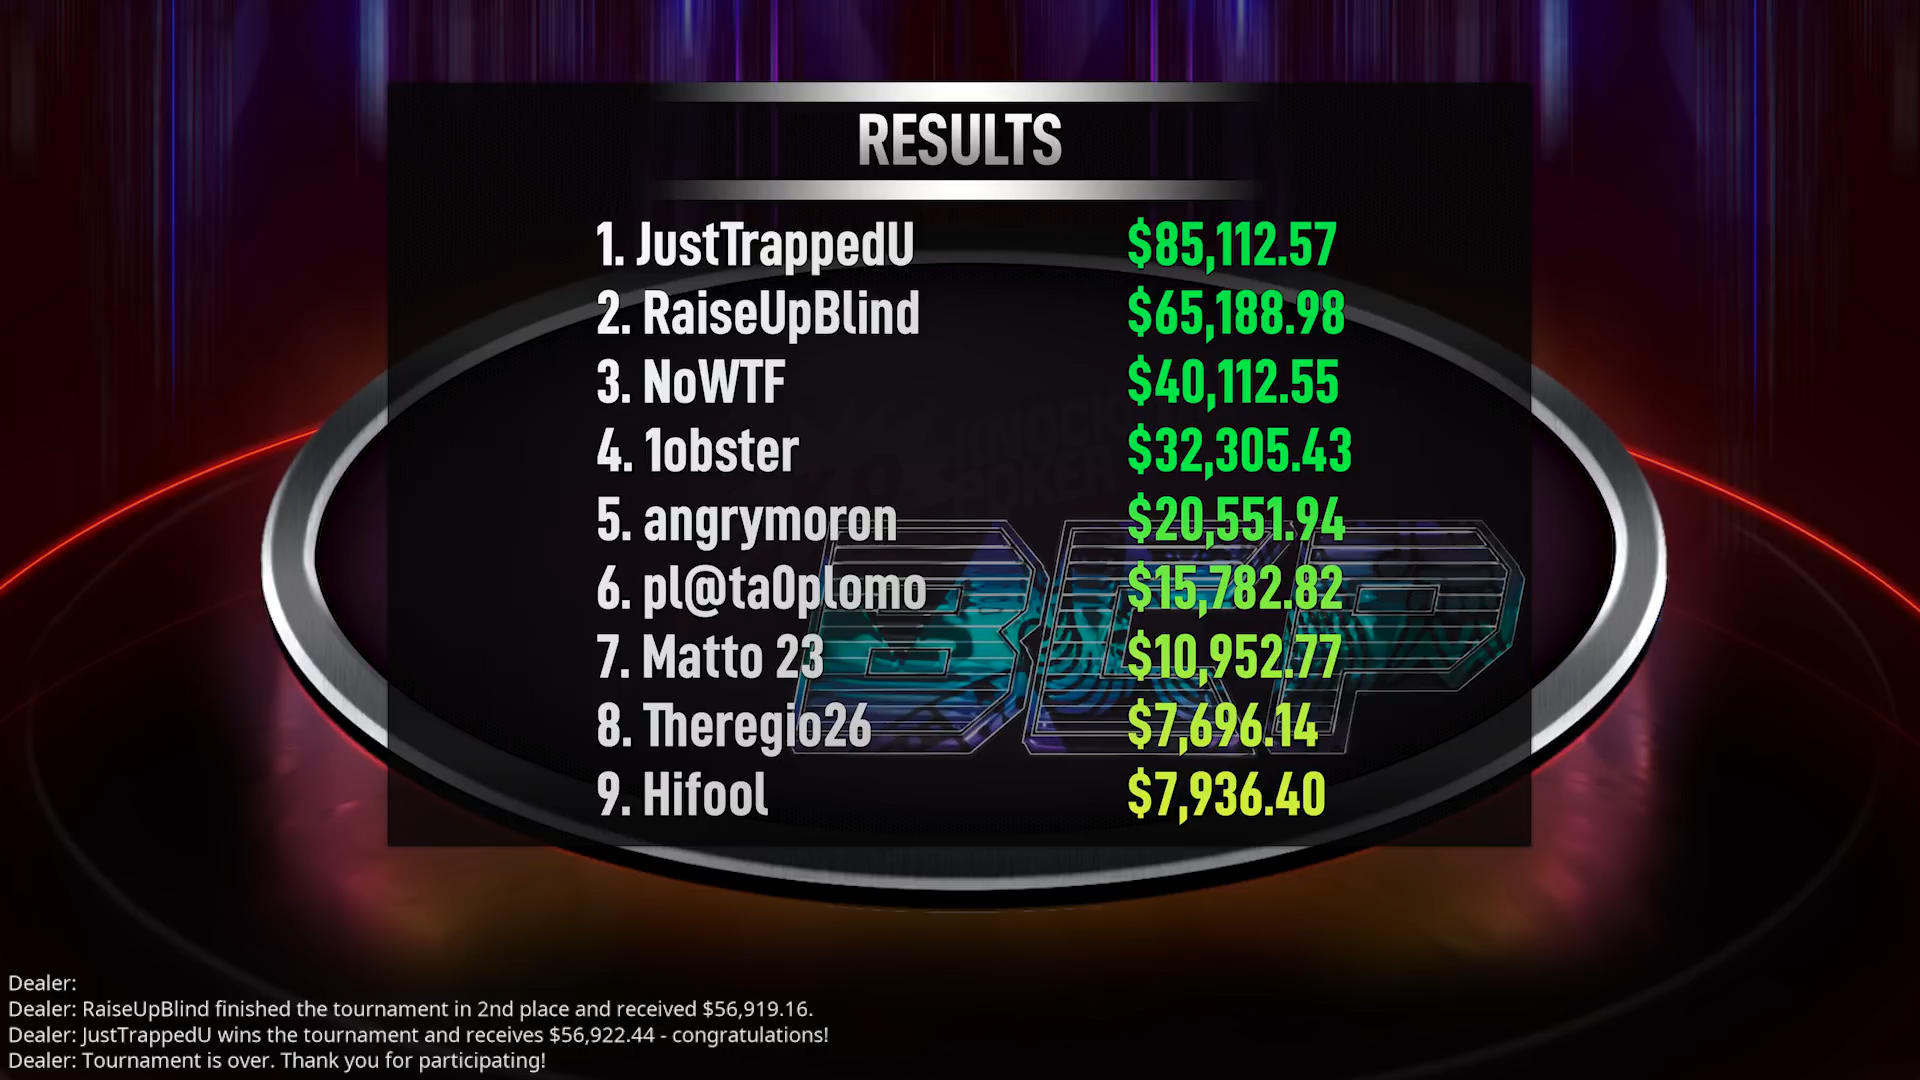 RESULTS
1. JustTrappedU $85,112.57
2. RaiseUpBlind $65,188.98
3. NoWTF $40,112.55
4. 1obster $32,305.43
5. angrymoron $20,551.94
6. pl@ta0plomo $15,782.82
7. Matto 23 $10,952.77
8. Theregio26 $7,696.14
9. Hifool $7,936.40
Dealer:
Dealer: RaiseUpBlind finished the tournament in 2nd place and received $56,919.16.
Dealer: JustTrappedU wins the tournament and receives $56,922.44 - congratulations!
Dealer: Tournament is over. Thank you for participating!